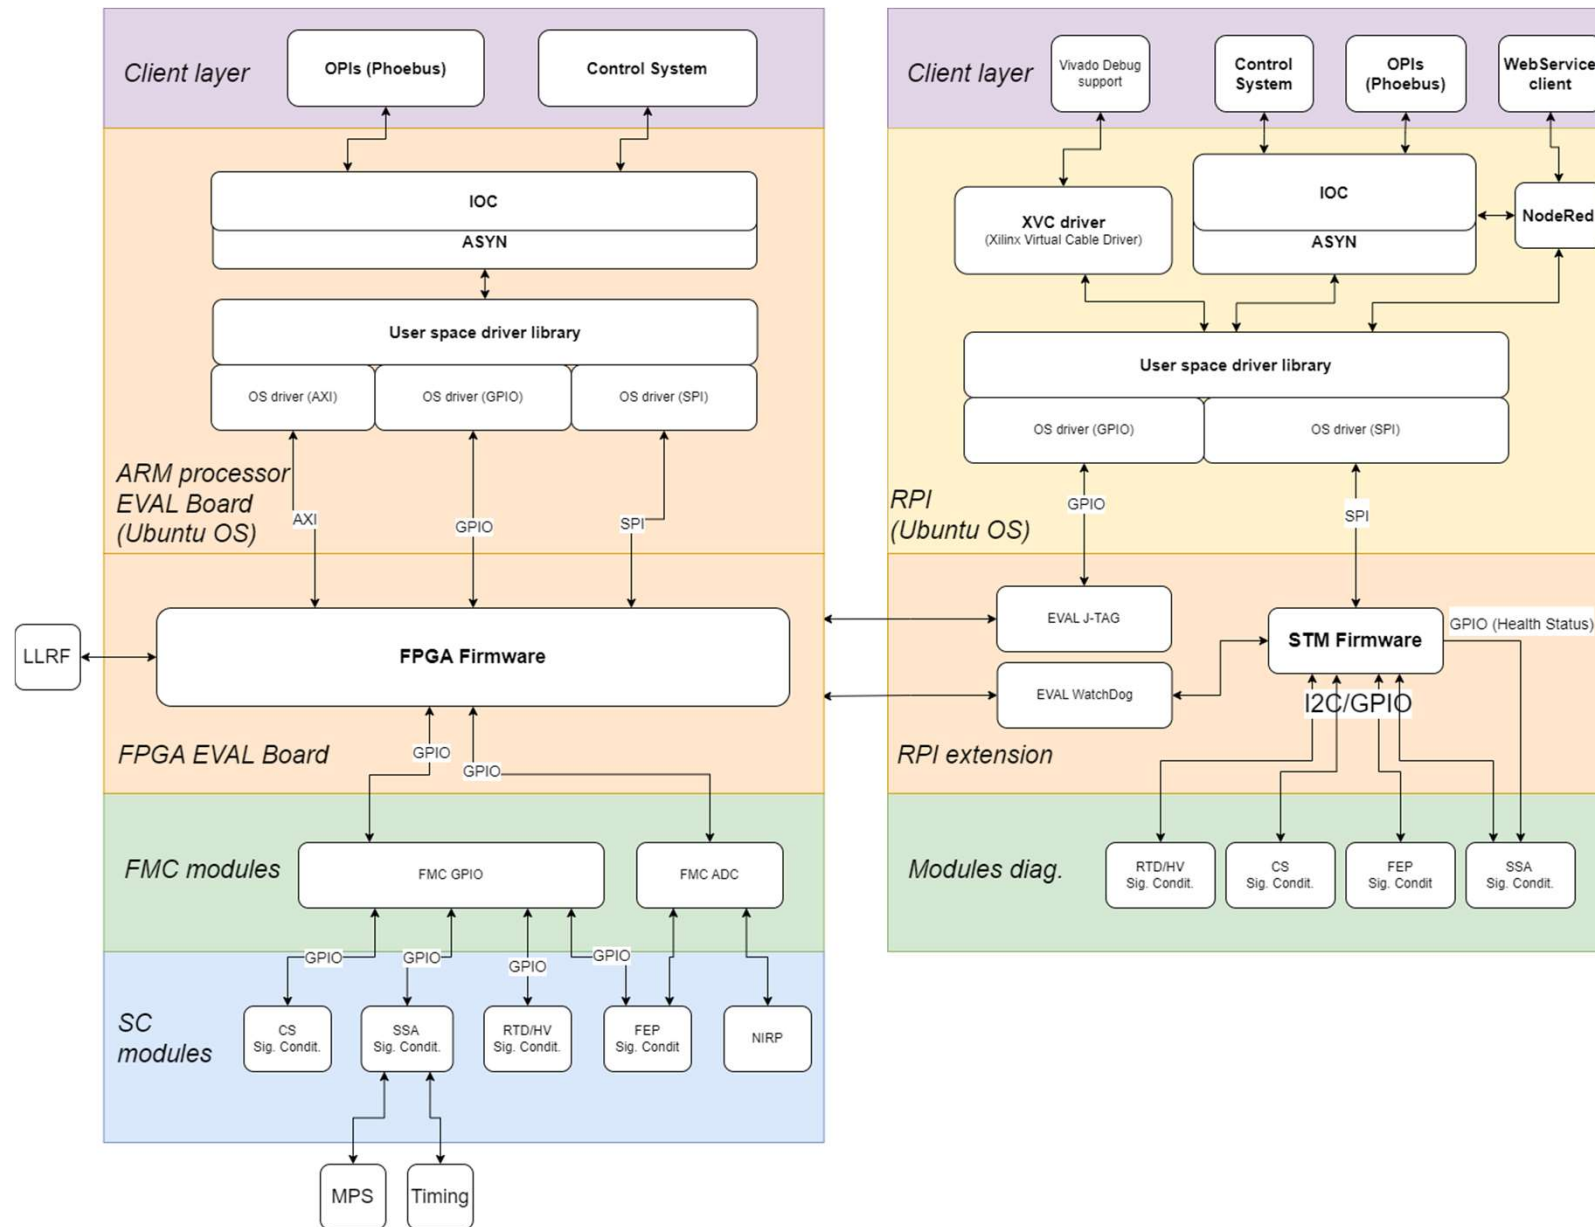 Client layer
OPIs (Phoebus)
Control System
IOC
ASYN
User space driver library
OS driver (AXI)
OS driver (GPIO)
OS driver (SPI)
ARM processor
EVAL Board
(Ubuntu OS)
AXI
GPIO
SPI
LLRF
FPGA Firmware
FPGA EVAL Board
GPIO
GPIO
FMC modules
FMC GPIO
FMC ADC
GPIO
GPIO
GPIO
GPIO
SC
modules
CS
Sig. Condit.
SSA
Sig. Condit.
RTD/HV
Sig. Condit.
FEP
Sig. Condit
NIRP
MPS
Timing
Client layer
Vivado Debug
support
Control
System
OPIs
(Phoebus)
WebService
client
XVC driver
(Xilinx Virtual Cable Driver)
IOC
ASYN
NodeRed
User space driver library
OS driver (GPIO)
OS driver (SPI)
RPI
(Ubuntu OS)
GPIO
SPI
EVAL J-TAG
EVAL WatchDog
STM Firmware
GPIO (Health Status)
I2C/GPIO
RPI extension
Modules diag.
RTD/HV
Sig. Condit.
CS
Sig. Condit.
FEP
Sig. Condit
SSA
Sig. Condit.